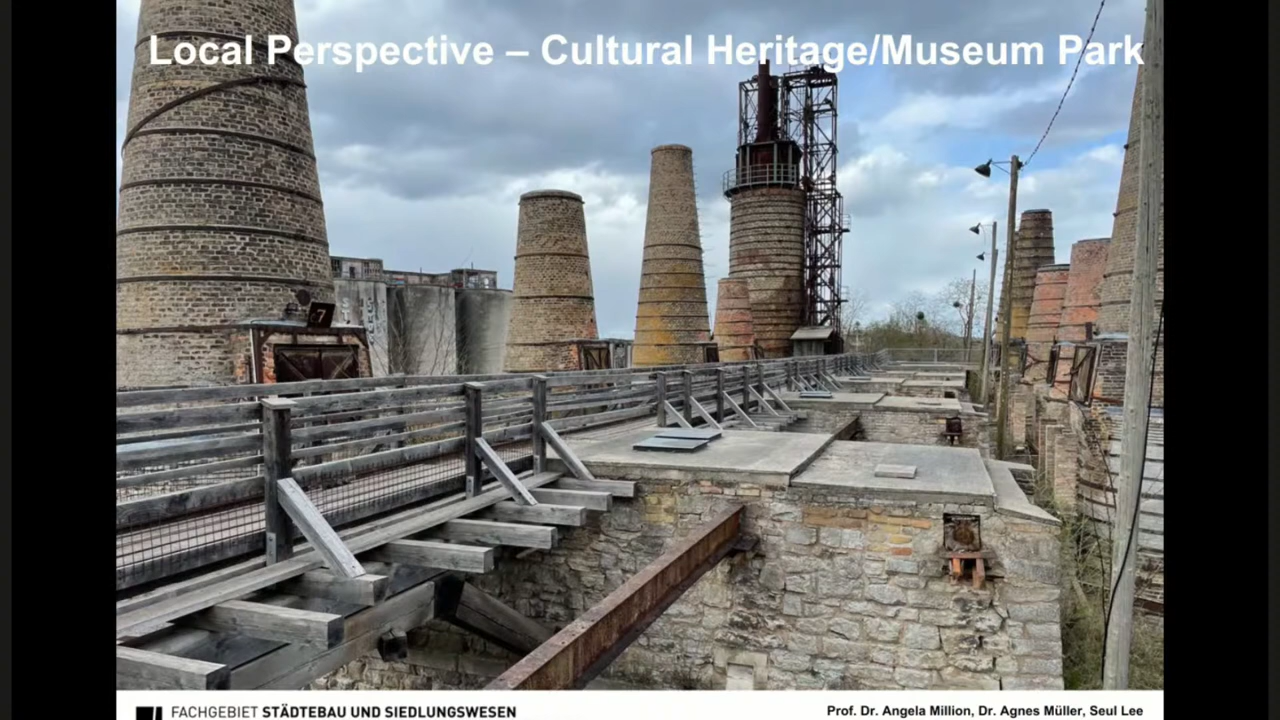 Local Perspective – Cultural Heritage/Museum Park
7
FACHGEBIET STÄDTEBAU UND SIEDLUNGSWESEN
Prof. Dr. Angela Million, Dr. Agnes Müller, Seul Lee